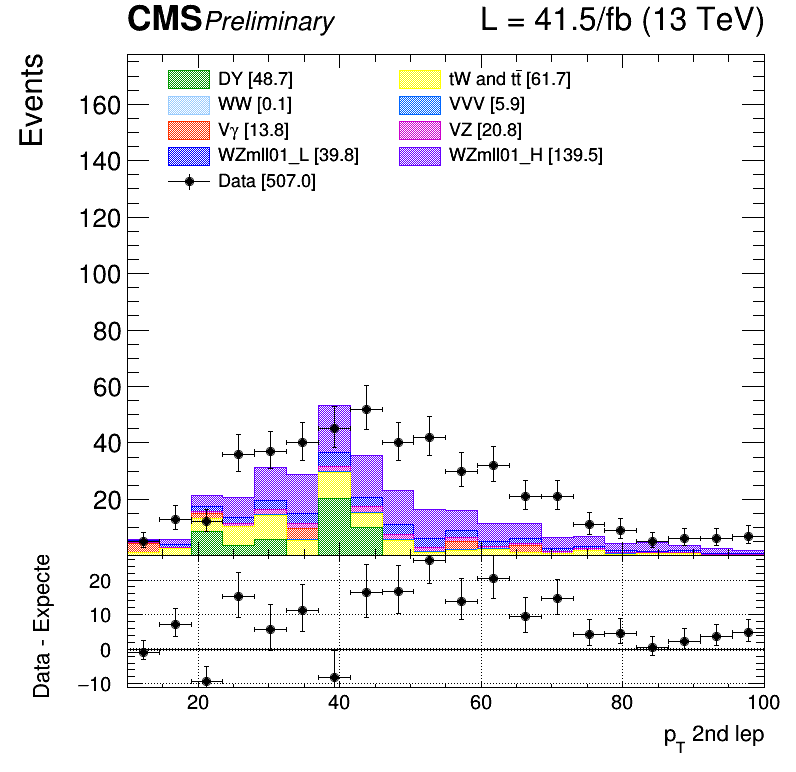 CMS Preliminary L = 41.5/fb (13 TeV)
Events
DY [48.7] tW and tt̄ [61.7]
WW [0.1] VVV [5.9]
Vγ [13.8] VZ [20.8]
WZmll01_L [39.8] WZmll01_H [139.5]
Data [507.0]
160
140
120
100
80
60
40
20
Data - Expecte
20
10
0
−10
20 40 60 80 100
p_T 2nd lep